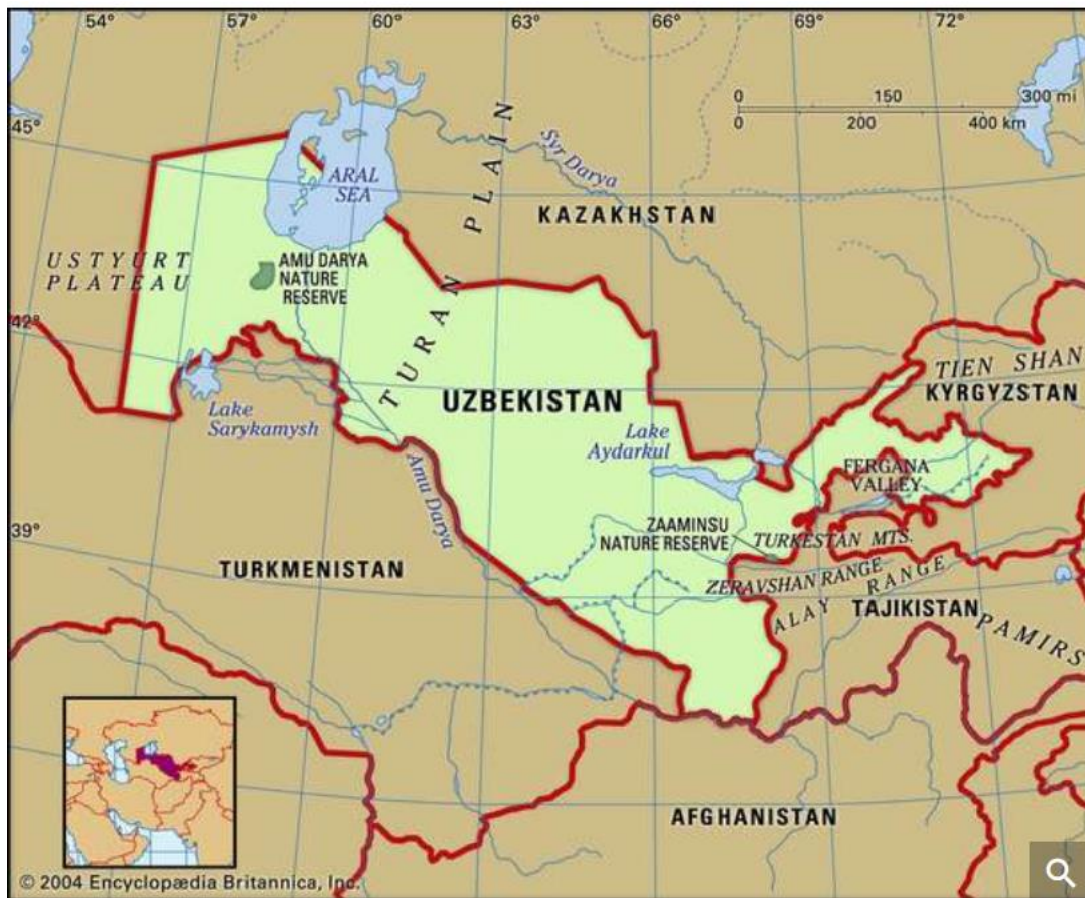 54° 57° 60° 63° 66° 69° 72°
0 150 300 mi
0 200 400 km
45°
ARAL
SEA
Syr Darya
KAZAKHSTAN
USTYURT
PLATEAU
AMU DARYA
NATURE
RESERVE
TURAN PLAIN
42°
TIEN SHAN
KYRGYZSTAN
UZBEKISTAN
Lake
Sarykamysh
Lake
Aydarkul
Amu Darya
FERGANA
VALLEY
39°
ZAAMINSU
NATURE RESERVE
TURKESTAN MTS.
TURKMENISTAN
ZERAVSHAN RANGE
ALAY RANGE
TAJIKISTAN
PAMIRS
AFGHANISTAN
© 2004 Encyclopædia Britannica, Inc.